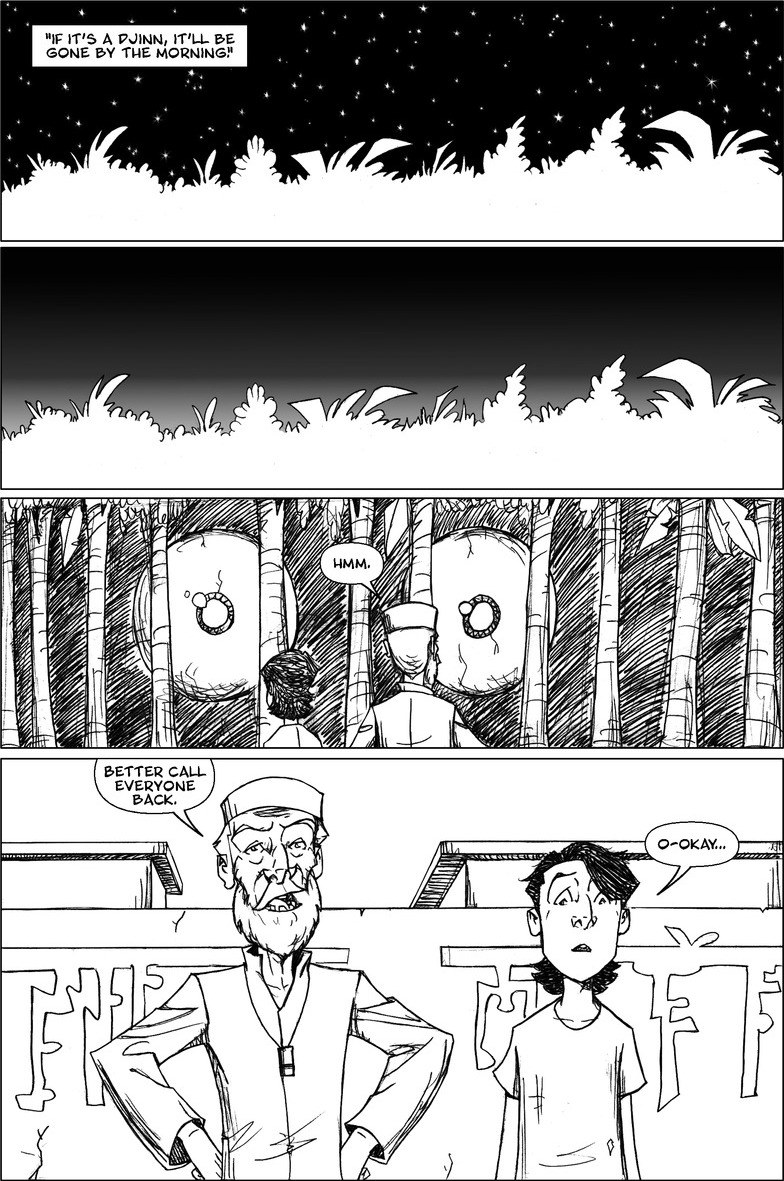 "IF IT'S A DJINN, IT'LL BE
GONE BY THE MORNING."
HMM.
BETTER CALL
EVERYONE
BACK.
O-OKAY...